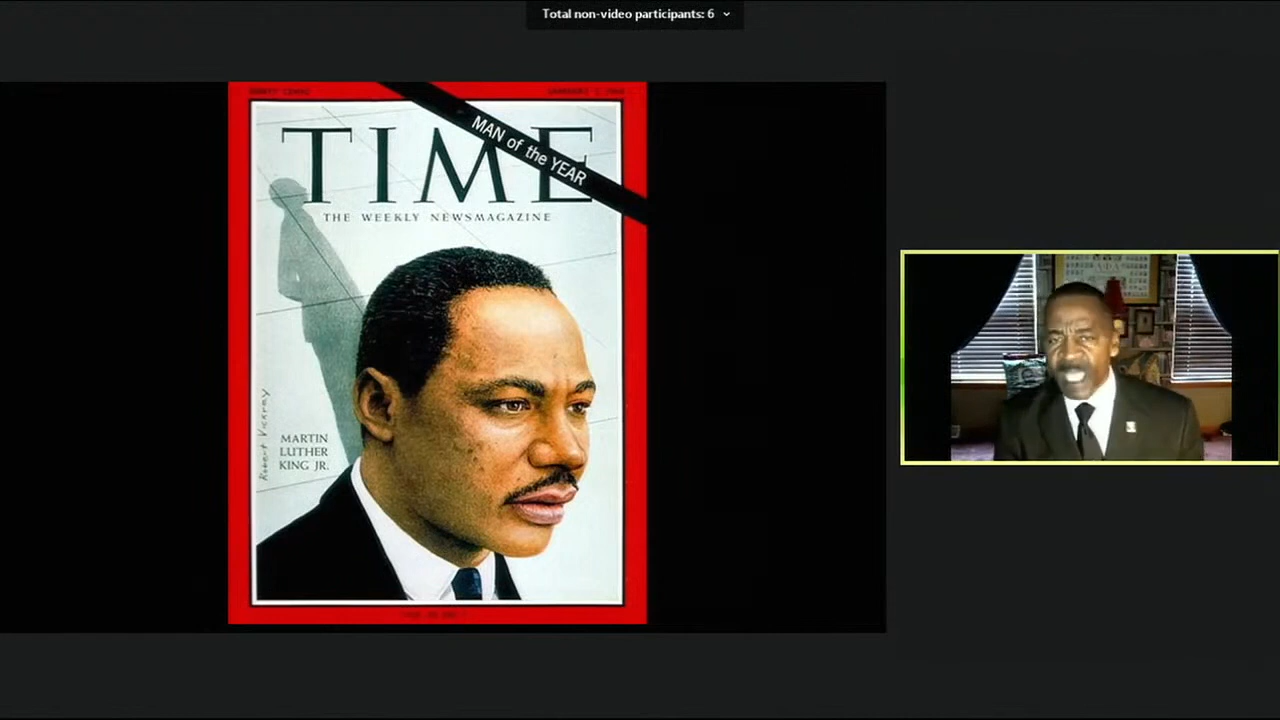 Total non-video participants: 6
MAN of the YEAR
TIME
THE WEEKLY NEWSMAGAZINE
Robert Vickrey
MARTIN
LUTHER
KING JR.